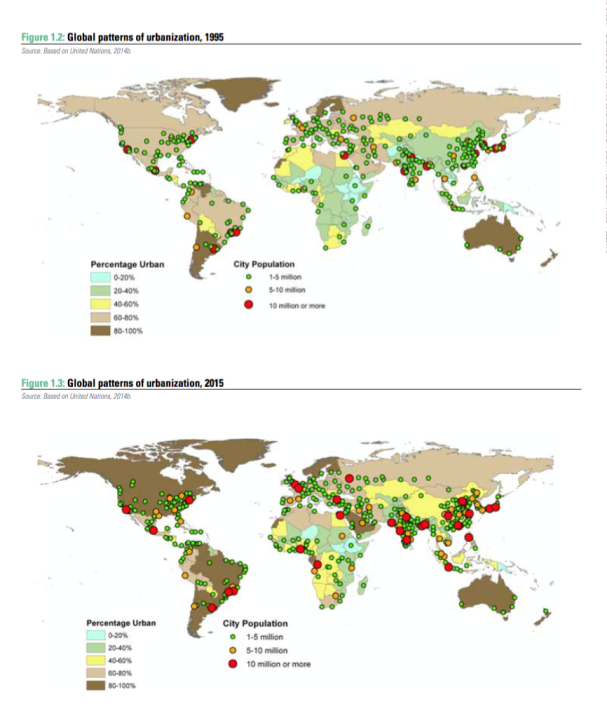 Figure 1.2: Global patterns of urbanization, 1995
Source: Based on United Nations, 2014b.
Percentage Urban
0-20%
20-40%
40-60%
60-80%
80-100%
City Population
1-5 million
5-10 million
10 million or more
Figure 1.3: Global patterns of urbanization, 2015
Source: Based on United Nations, 2014b.
Percentage Urban
0-20%
20-40%
40-60%
60-80%
80-100%
City Population
1-5 million
5-10 million
10 million or more